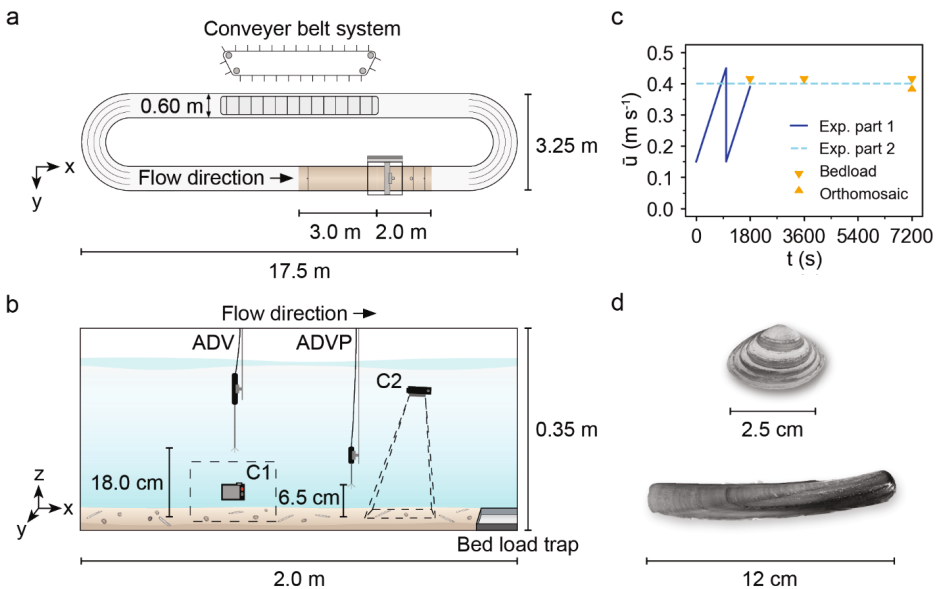 a
Conveyer belt system
0.60 m
3.25 m
x
y
Flow direction
3.0 m
2.0 m
17.5 m
b
Flow direction
ADV
ADVP
C2
C1
18.0 cm
6.5 cm
0.35 m
z
x
y
Bed load trap
2.0 m
c
ū (m s⁻¹)
0.5
0.4
0.3
0.2
0.1
0.0
Exp. part 1
Exp. part 2
Bedload
Orthomosaic
0 1800 3600 5400 7200
t (s)
d
2.5 cm
12 cm